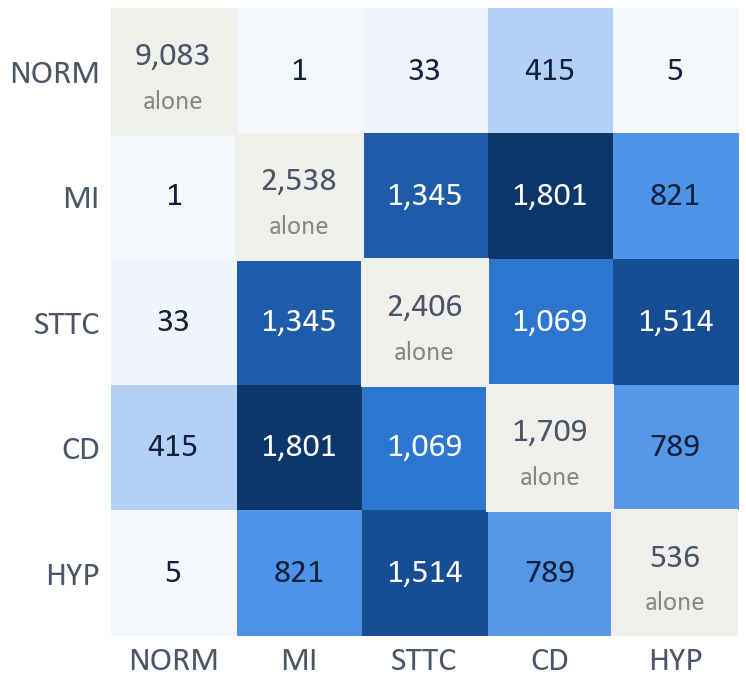 NORM 9,083 1 33 415 5
alone
MI 1 2,538 1,345 1,801 821
alone
STTC 33 1,345 2,406 1,069 1,514
alone
CD 415 1,801 1,069 1,709 789
alone
HYP 5 821 1,514 789 536
alone
NORM MI STTC CD HYP